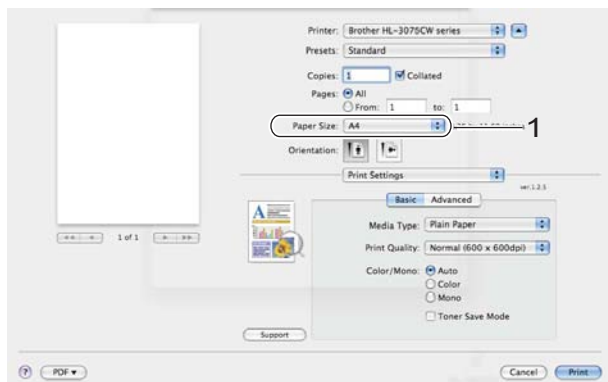 Printer: Brother HL-3075CW series
Presets: Standard
Copies: 1 Collated
Pages: All
From: 1 to: 1
Paper Size: A4 1
Orientation:
Print Settings
ver.1.2.5
Basic Advanced
Media Type: Plain Paper
1 of 1
Print Quality: Normal (600 x 600dpi)
Color/Mono: Auto
Color
Mono
Toner Save Mode
Support
? PDF Cancel Print